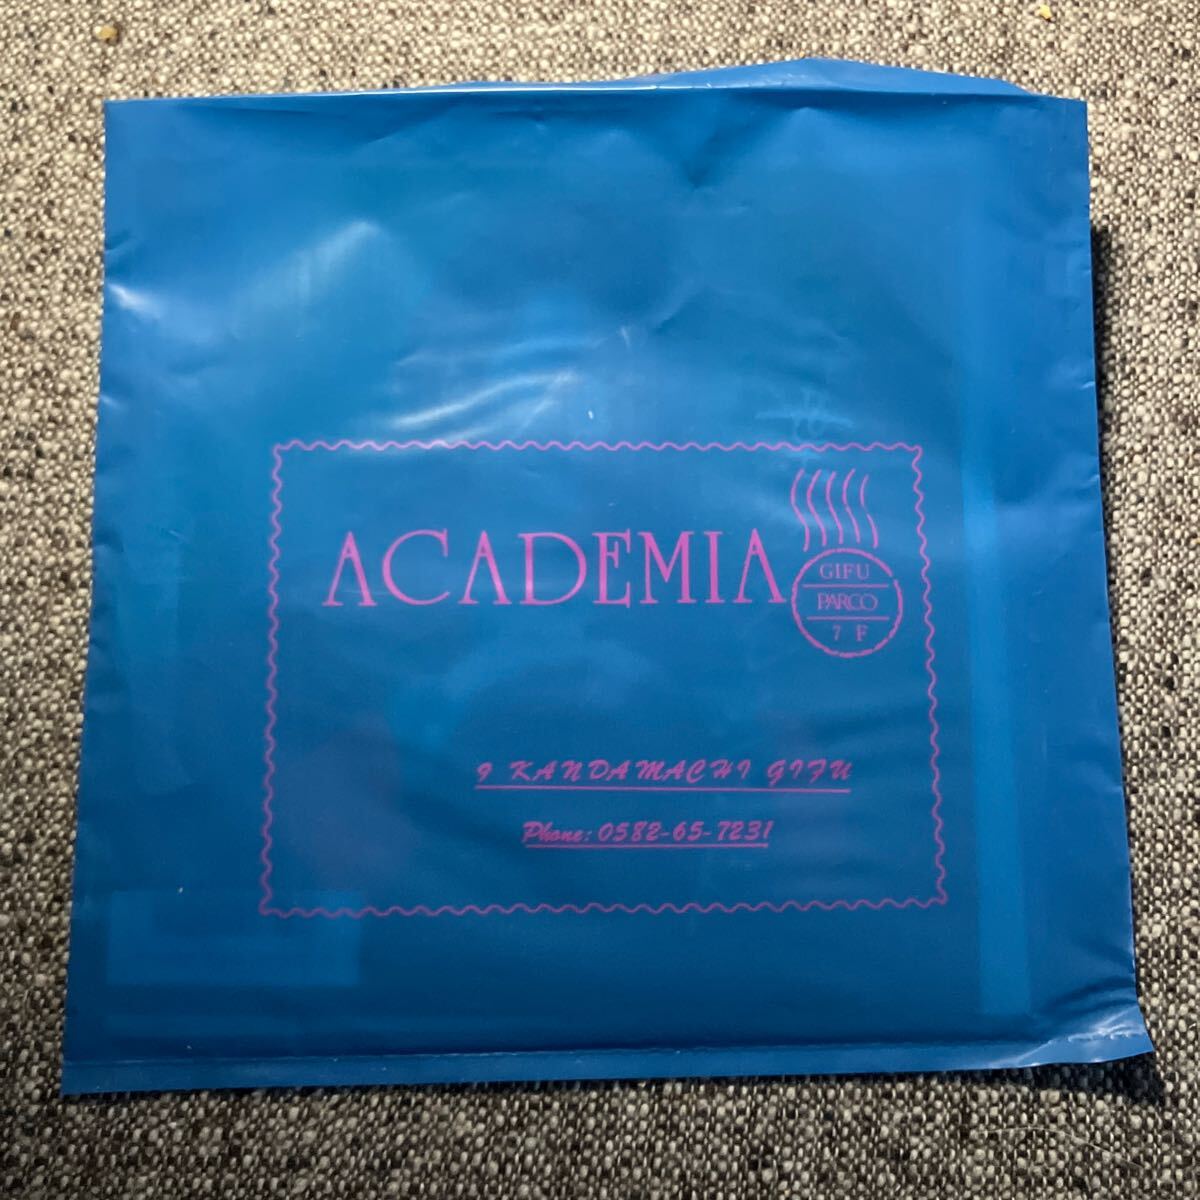 ACADEMIA
GIFU
PARCO
7 F
9 KANDAMACHI GIFU
Phone: 0582-65-7231